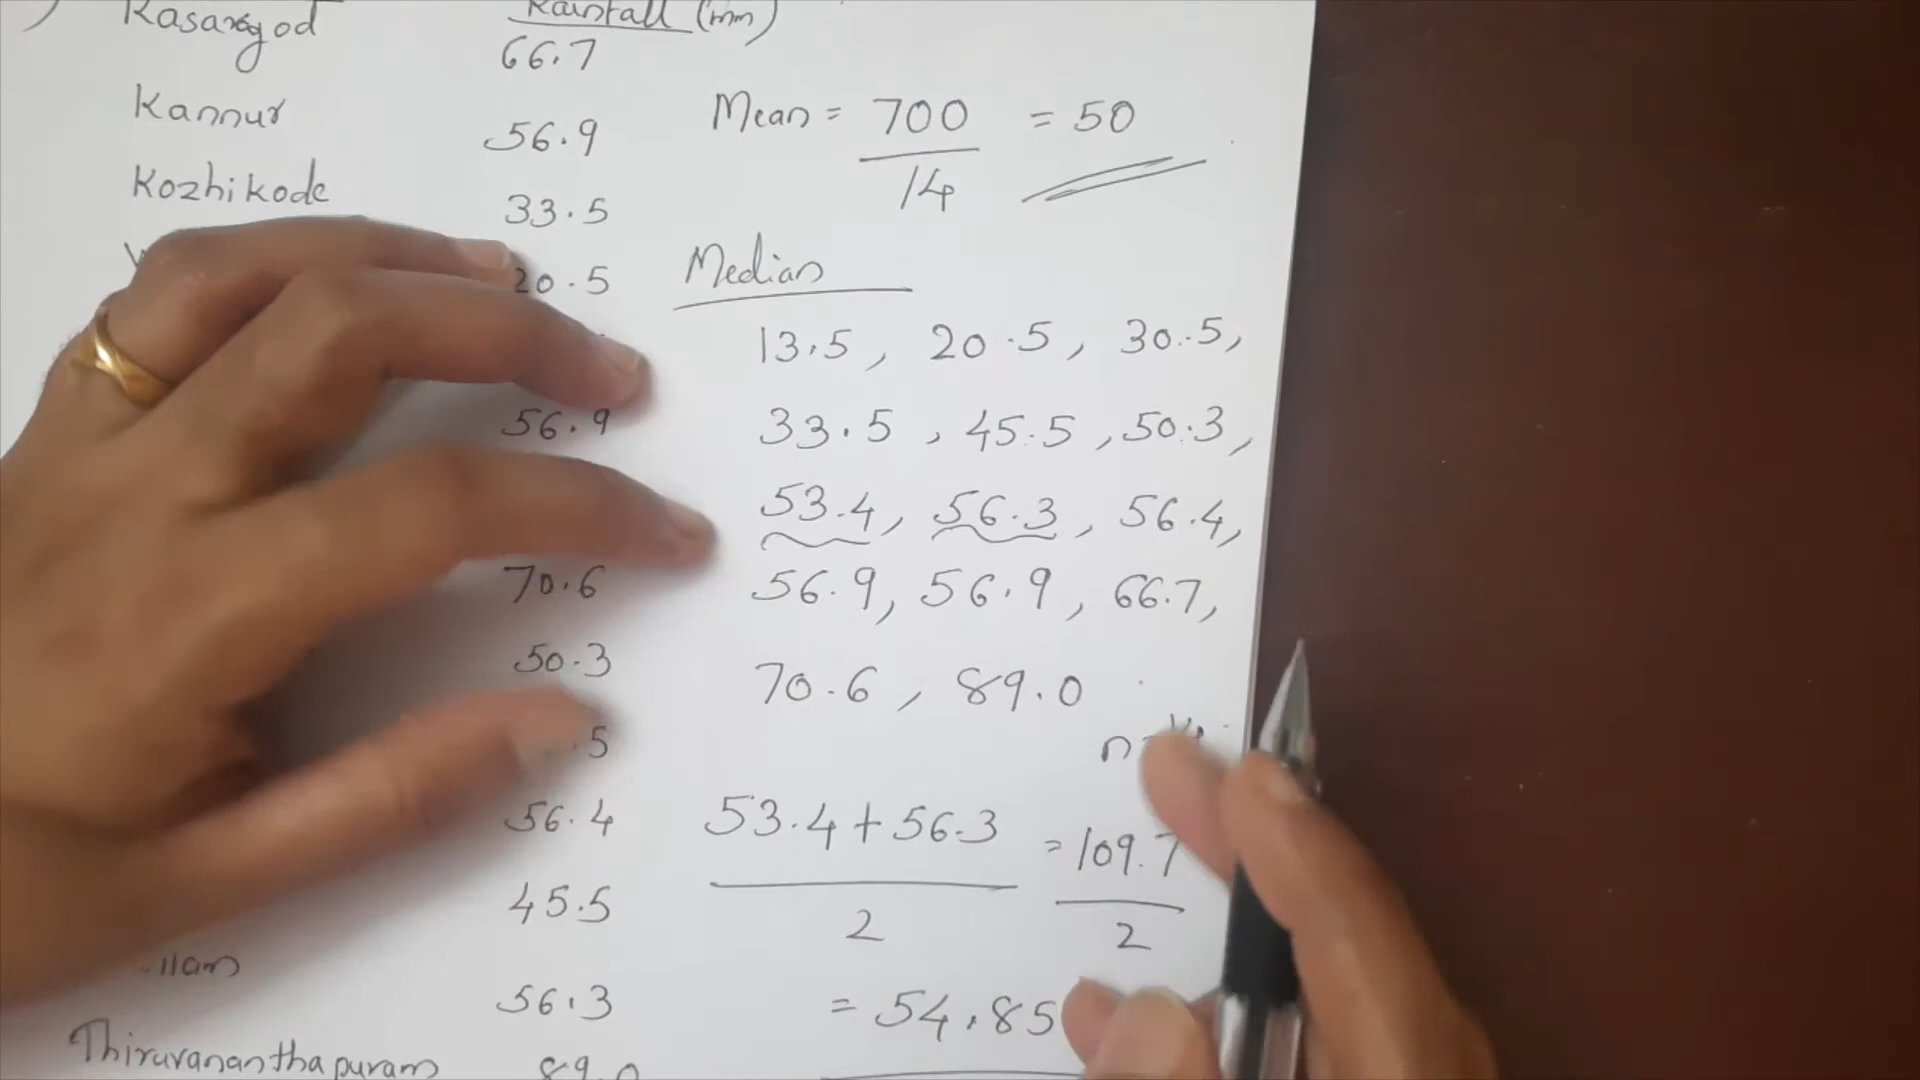 Kasaragod Rainfall (mm)
66.7
Kannur 56.9
Kozhikode 33.5
20.5
56.9
70.6
50.3
.5
56.4
45.5
56.3
Thiruvananthapuram 89.0
Mean = 700 / 14 = 50
Median
13.5, 20.5, 30.5,
33.5, 45.5, 50.3,
53.4, 56.3, 56.4,
56.9, 56.9, 66.7,
70.6, 89.0
53.4+56.3 / 2 = 109.7 / 2
= 54.85